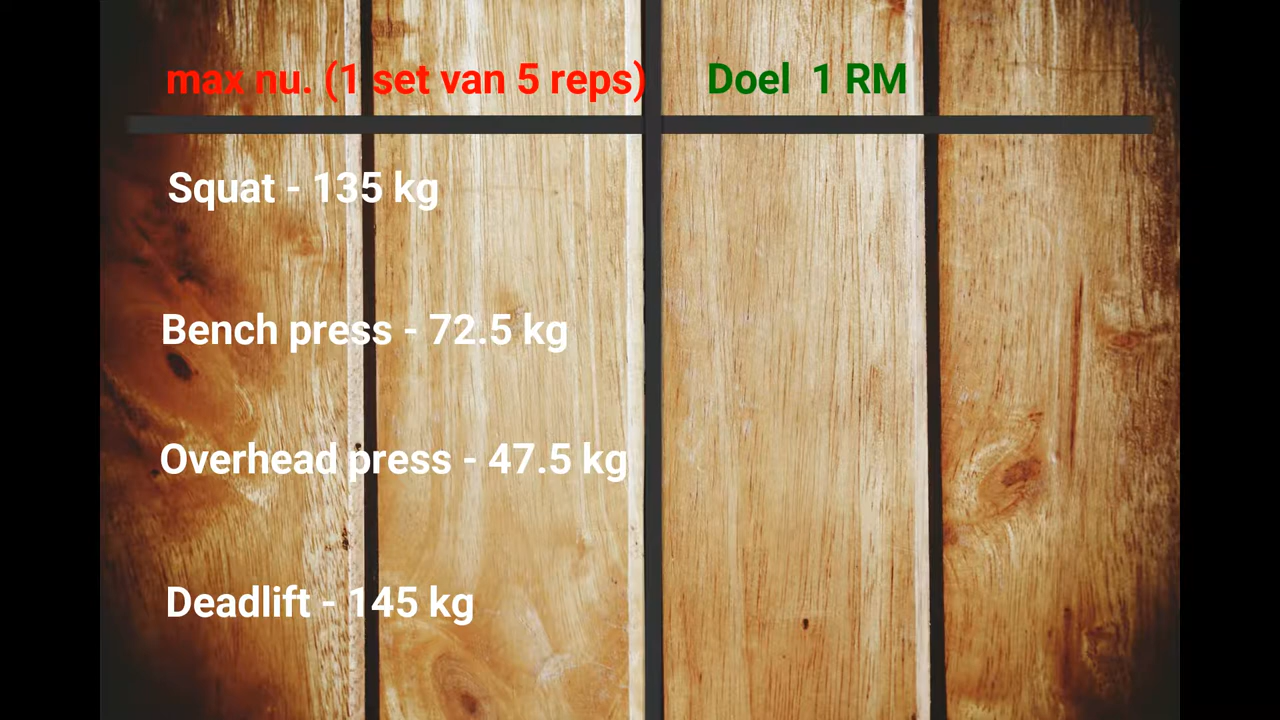 max nu. (1 set van 5 reps)
Doel 1 RM
Squat - 135 kg
Bench press - 72.5 kg
Overhead press - 47.5 kg
Deadlift - 145 kg